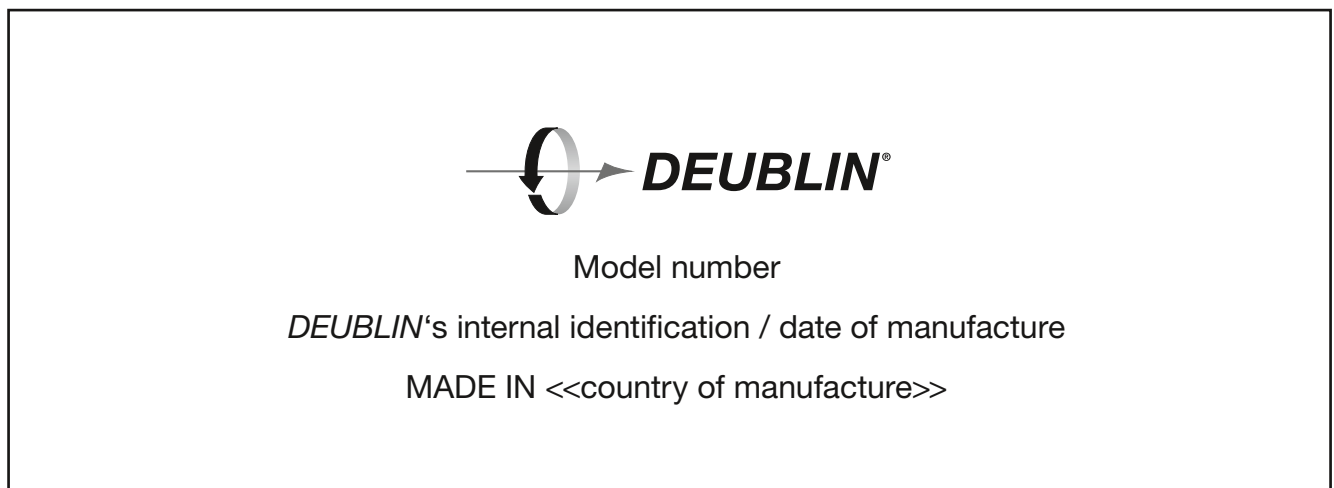 DEUBLIN®
Model number
DEUBLIN‘s internal identification / date of manufacture
MADE IN <<country of manufacture>>